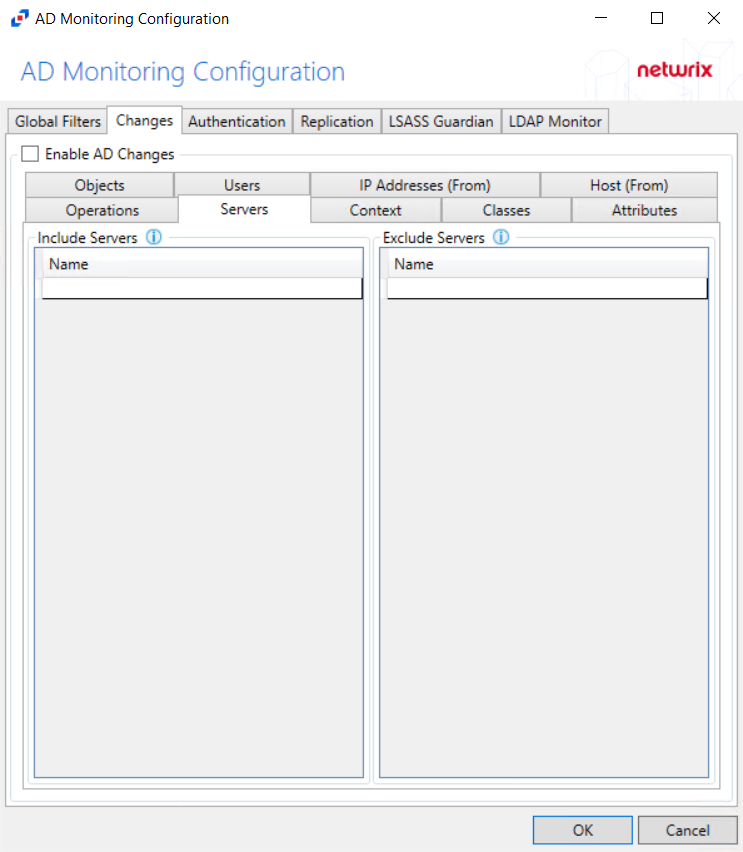 AD Monitoring Configuration
AD Monitoring Configuration
netwrix
Global Filters Changes Authentication Replication LSASS Guardian LDAP Monitor
Enable AD Changes
Objects Users IP Addresses (From) Host (From)
Operations Servers Context Classes Attributes
Include Servers Exclude Servers
Name Name
OK Cancel